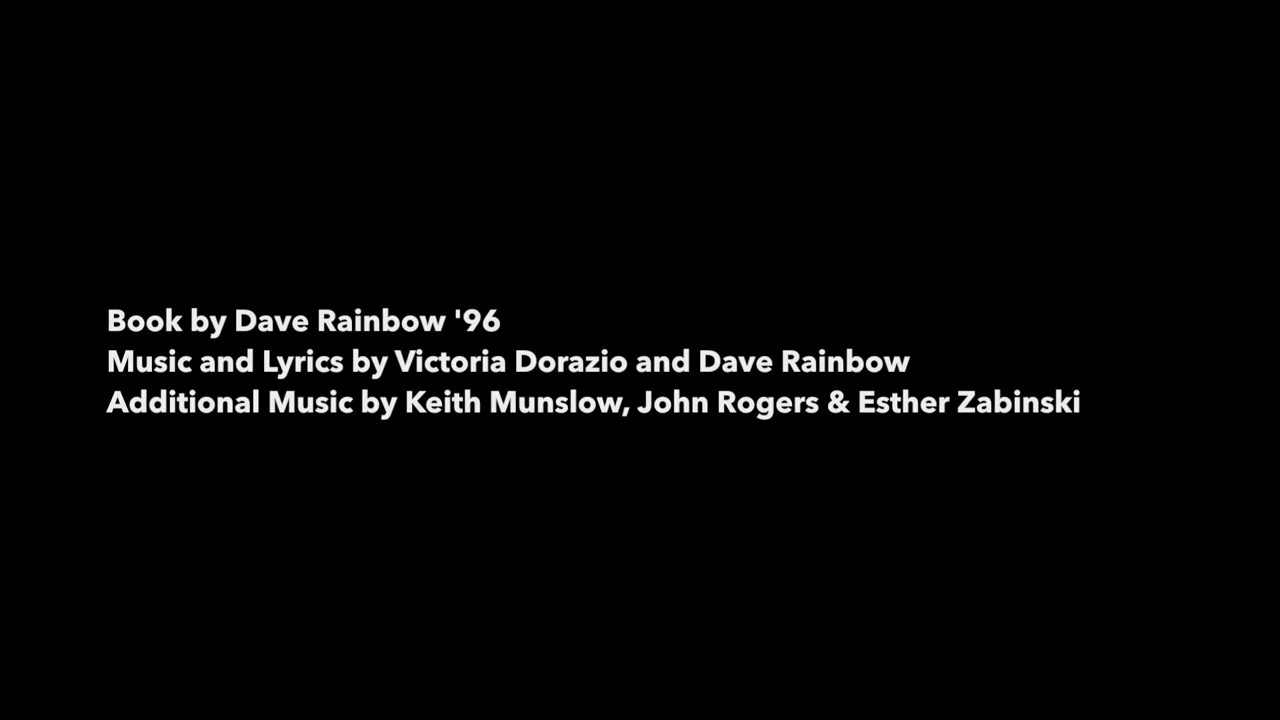 Book by Dave Rainbow '96
Music and Lyrics by Victoria Dorazio and Dave Rainbow
Additional Music by Keith Munslow, John Rogers & Esther Zabinski